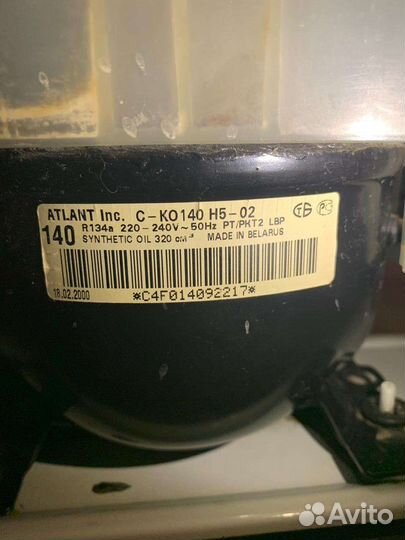 ATLANT Inc. C-KO140 H5-02
140 R134a 220-240V~50Hz PT/PKT2 LBP
SYNTHETIC OIL 320 cm³ MADE IN BELARUS
18.02.2000 *C4F014092217*
Avito